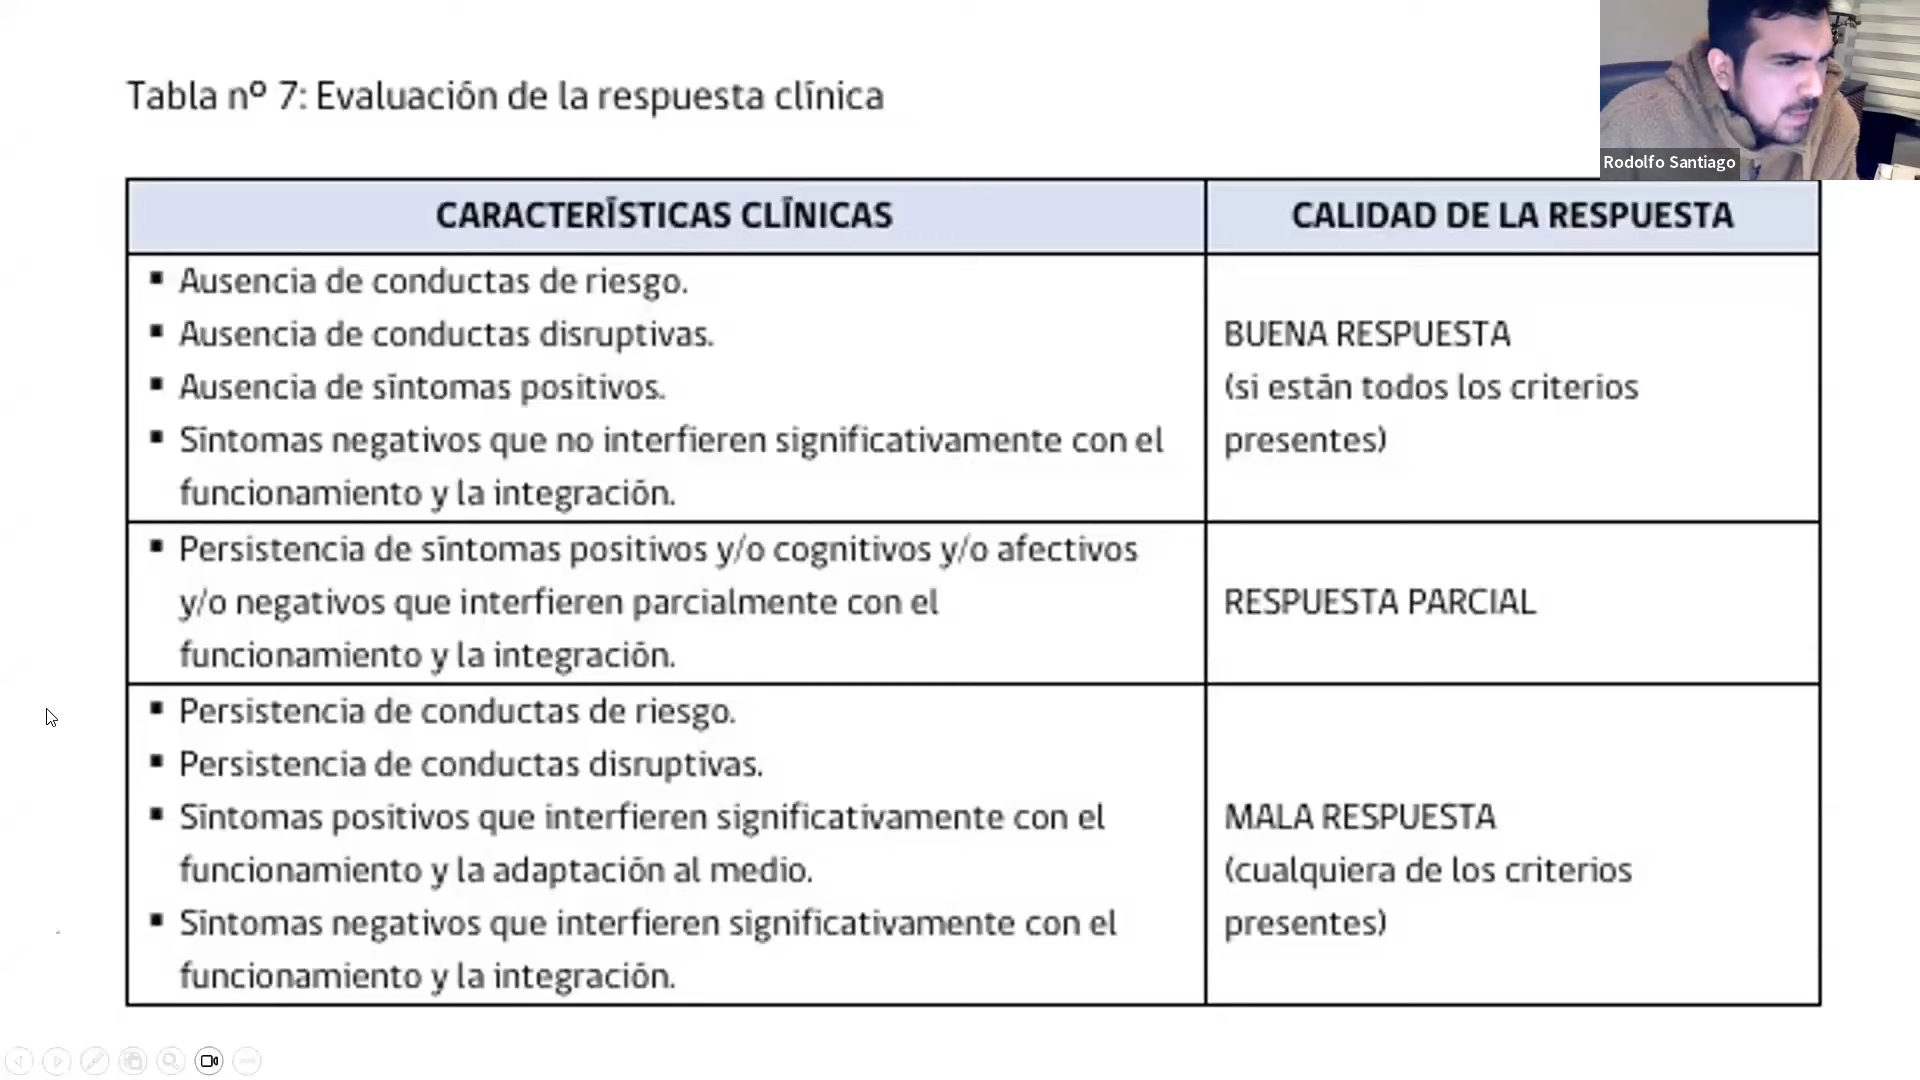 Tabla nº 7: Evaluación de la respuesta clínica
Rodolfo Santiago
CARACTERÍSTICAS CLÍNICAS
CALIDAD DE LA RESPUESTA
▪ Ausencia de conductas de riesgo.
▪ Ausencia de conductas disruptivas.
▪ Ausencia de síntomas positivos.
▪ Síntomas negativos que no interfieren significativamente con el
funcionamiento y la integración.
BUENA RESPUESTA
(si están todos los criterios
presentes)
▪ Persistencia de síntomas positivos y/o cognitivos y/o afectivos
y/o negativos que interfieren parcialmente con el
funcionamiento y la integración.
RESPUESTA PARCIAL
▪ Persistencia de conductas de riesgo.
▪ Persistencia de conductas disruptivas.
▪ Síntomas positivos que interfieren significativamente con el
funcionamiento y la adaptación al medio.
▪ Síntomas negativos que interfieren significativamente con el
funcionamiento y la integración.
MALA RESPUESTA
(cualquiera de los criterios
presentes)